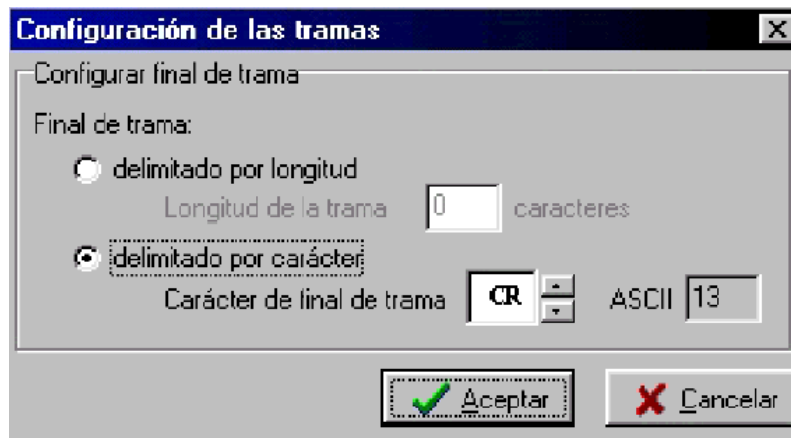 Configuración de las tramas
Configurar final de trama
Final de trama:
delimitado por longitud
Longitud de la trama 0 caracteres
delimitado por carácter
Carácter de final de trama CR ASCII 13
Aceptar Cancelar